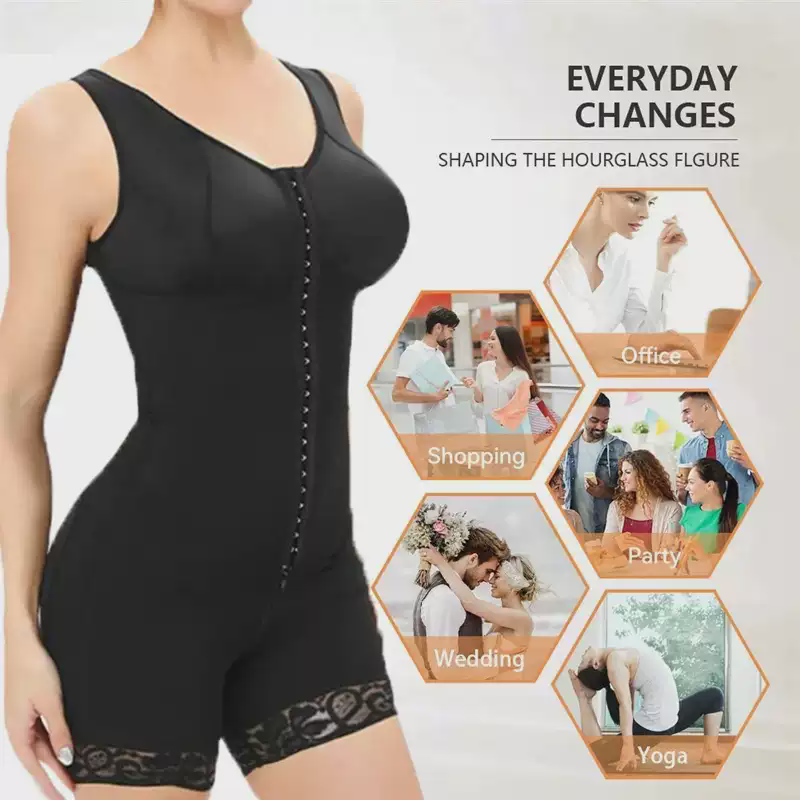 EVERYDAY
CHANGES
SHAPING THE HOURGLASS FLGURE
Office
Shopping
Party
Wedding
Yoga